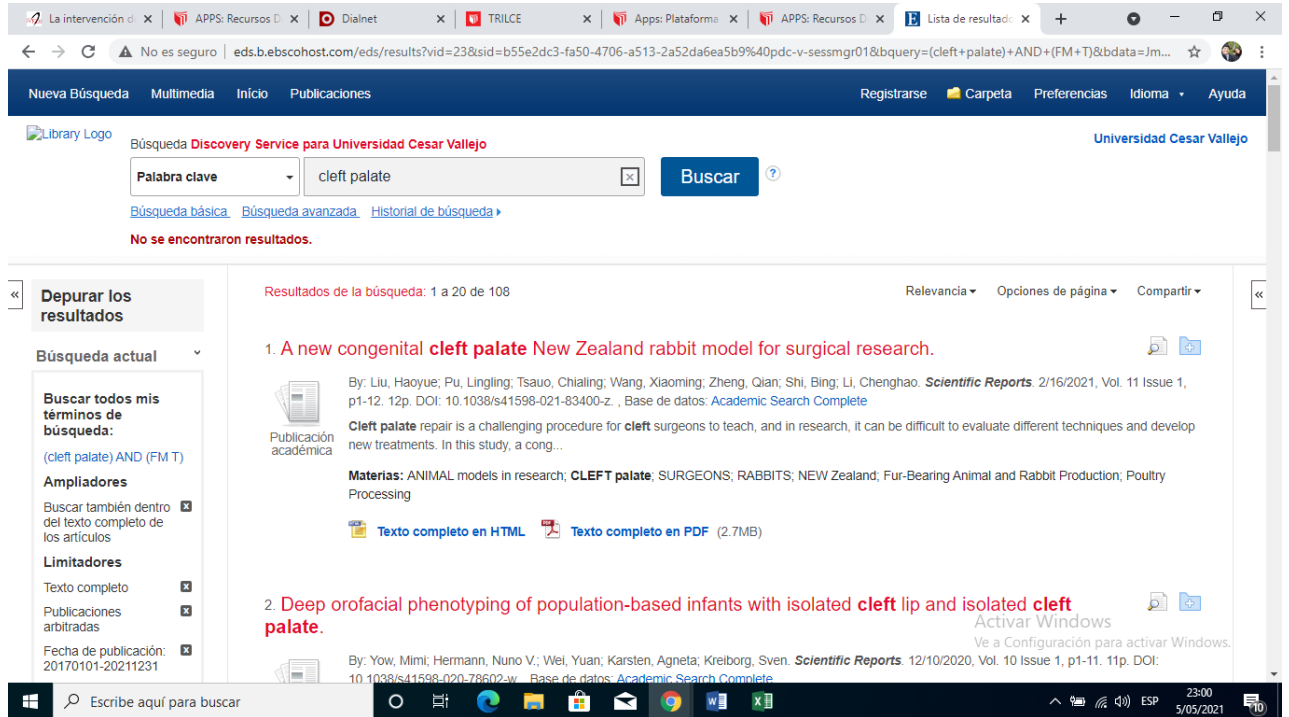 La intervención d
APPS: Recursos D
Dialnet
TRILCE
Apps: Plataforma
APPS: Recursos D
Lista de resultado
No es seguro
eds.b.ebscohost.com/eds/results?vid=23&sid=b55e2dc3-fa50-4706-a513-2a52da6ea5b9%40pdc-v-sessmgr01&bquery=(cleft+palate)+AND+(FM+T)&bdata=Jm...
Nueva Búsqueda Multimedia Início Publicaciones Registrarse Carpeta Preferencias Idioma Ayuda
Library Logo
Búsqueda Discovery Service para Universidad Cesar Vallejo
Universidad Cesar Vallejo
Palabra clave
cleft palate
Buscar
Búsqueda básica Búsqueda avanzada Historial de búsqueda
No se encontraron resultados.
Depurar los
resultados
Búsqueda actual
Buscar todos mis
términos de
búsqueda:
(cleft palate) AND (FM T)
Ampliadores
Buscar también dentro
del texto completo de
los artículos
Limitadores
Texto completo
Publicaciones
arbitradas
Fecha de publicación:
20170101-20211231
Resultados de la búsqueda: 1 a 20 de 108
Relevancia Opciones de página Compartir
1. A new congenital cleft palate New Zealand rabbit model for surgical research.
Publicación
académica
By: Liu, Haoyue; Pu, Lingling; Tsauo, Chialing; Wang, Xiaoming; Zheng, Qian; Shi, Bing; Li, Chenghao. Scientific Reports. 2/16/2021, Vol. 11 Issue 1,
p1-12. 12p. DOI: 10.1038/s41598-021-83400-z. , Base de datos: Academic Search Complete
Cleft palate repair is a challenging procedure for cleft surgeons to teach, and in research, it can be difficult to evaluate different techniques and develop
new treatments. In this study, a cong...
Materias: ANIMAL models in research; CLEFT palate; SURGEONS; RABBITS; NEW Zealand; Fur-Bearing Animal and Rabbit Production; Poultry
Processing
Texto completo en HTML Texto completo en PDF (2.7MB)
2. Deep orofacial phenotyping of population-based infants with isolated cleft lip and isolated cleft
palate.
By: Yow, Mimi; Hermann, Nuno V.; Wei, Yuan; Karsten, Agneta; Kreiborg, Sven. Scientific Reports. 12/10/2020, Vol. 10 Issue 1, p1-11. 11p. DOI:
10.1038/s41598-020-78602-w. Base de datos: Academic Search Complete
Activar Windows
Ve a Configuración para activar Windows.
Escribe aquí para buscar
ESP
23:00
5/05/2021
10